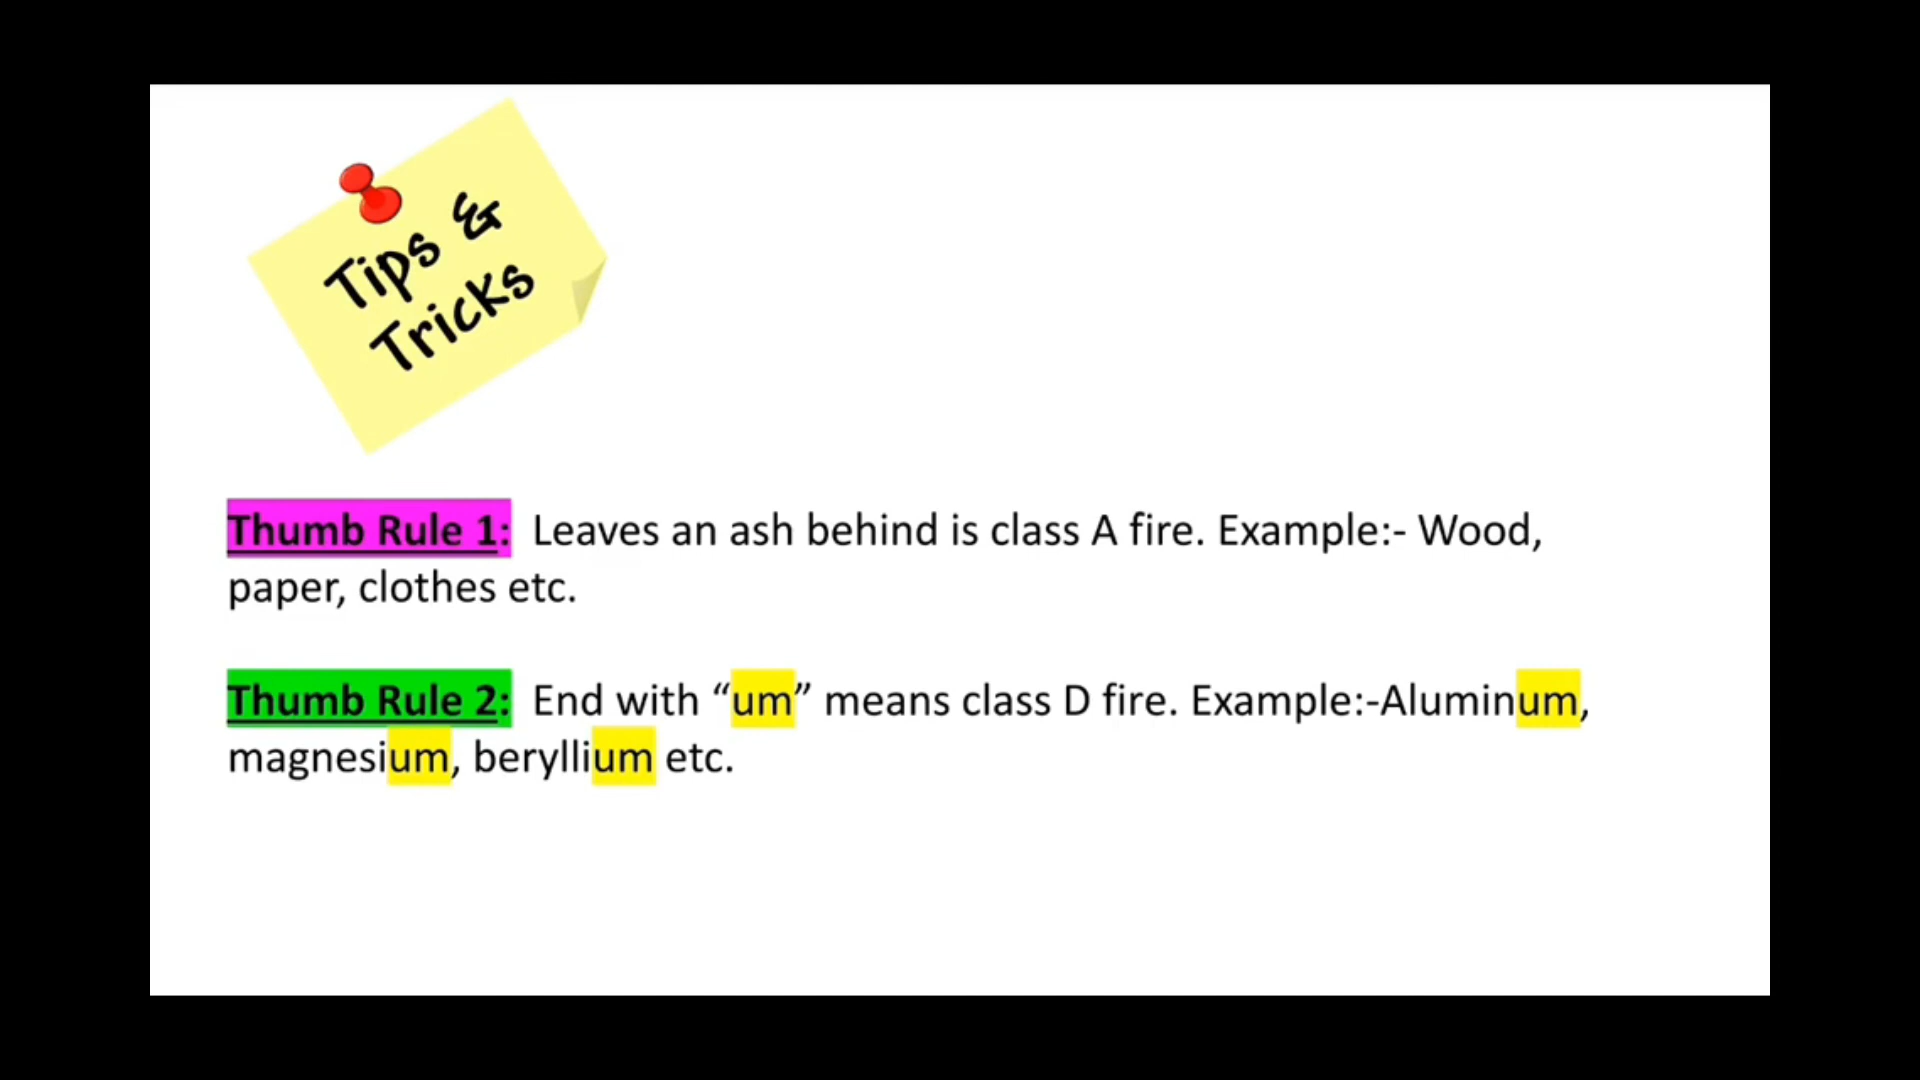 Tips &
Tricks
Thumb Rule 1:  Leaves an ash behind is class A fire. Example:- Wood,
paper, clothes etc.
Thumb Rule 2:  End with “um” means class D fire. Example:-Aluminum,
magnesium, beryllium etc.